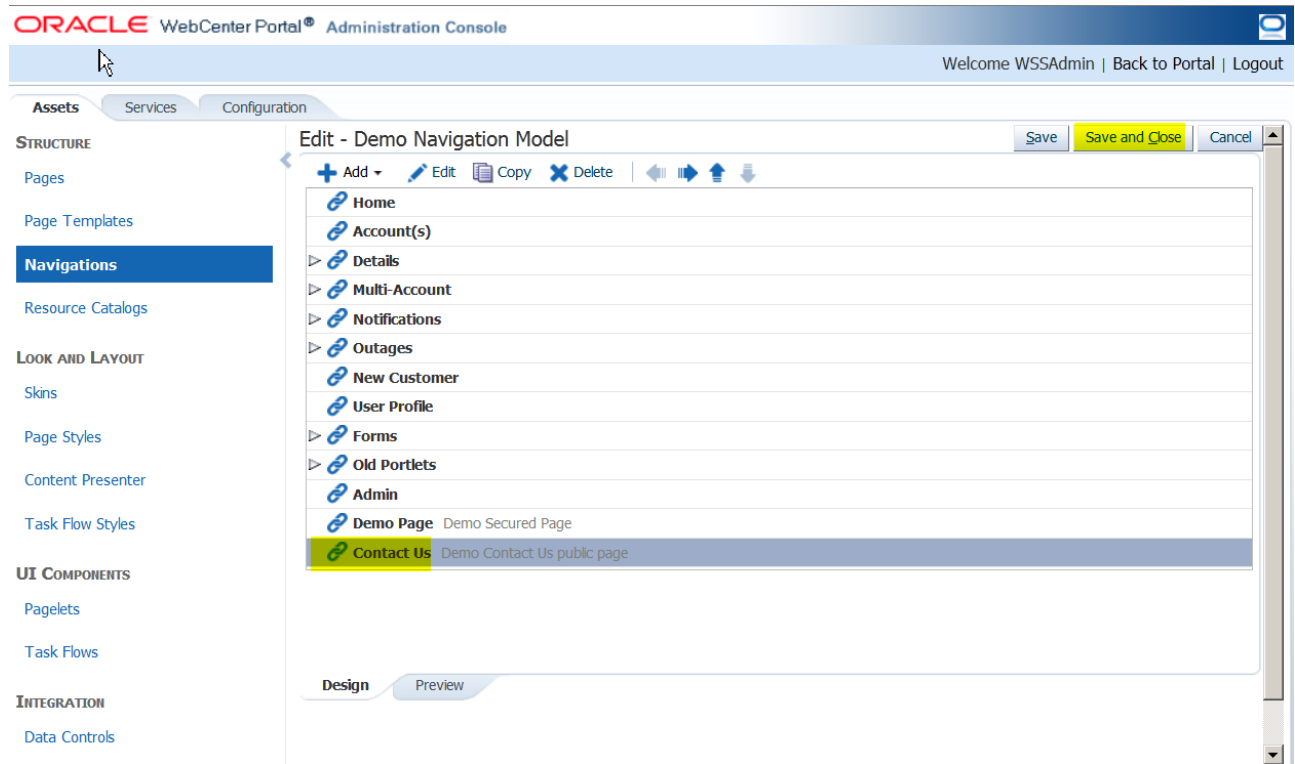 ORACLE WebCenter Portal® Administration Console
Welcome WSSAdmin | Back to Portal | Logout
Assets Services Configuration
STRUCTURE
Pages
Page Templates
Navigations
Resource Catalogs
LOOK AND LAYOUT
Skins
Page Styles
Content Presenter
Task Flow Styles
UI COMPONENTS
Pagelets
Task Flows
INTEGRATION
Data Controls
Edit - Demo Navigation Model
Save Save and Close Cancel
Add Edit Copy Delete
Home
Account(s)
Details
Multi-Account
Notifications
Outages
New Customer
User Profile
Forms
Old Portlets
Admin
Demo Page Demo Secured Page
Contact Us Demo Contact Us public page
Design Preview